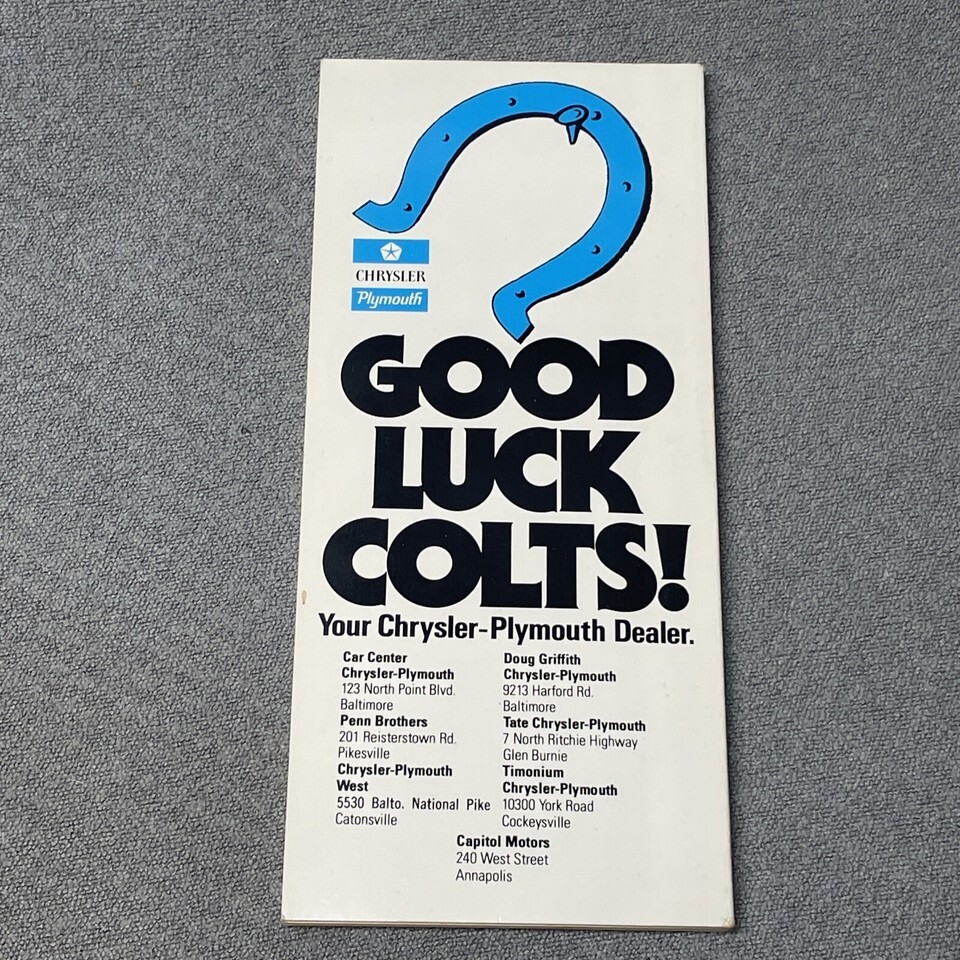 CHRYSLER
Plymouth
GOOD
LUCK
COLTS!
Your Chrysler-Plymouth Dealer.
Car Center
Chrysler-Plymouth
123 North Point Blvd.
Baltimore
Penn Brothers
201 Reisterstown Rd.
Pikesville
Chrysler-Plymouth
West
5530 Balto. National Pike
Catonsville
Doug Griffith
Chrysler-Plymouth
9213 Harford Rd.
Baltimore
Tate Chrysler-Plymouth
7 North Ritchie Highway
Glen Burnie
Timonium
Chrysler-Plymouth
10300 York Road
Cockeysville
Capitol Motors
240 West Street
Annapolis